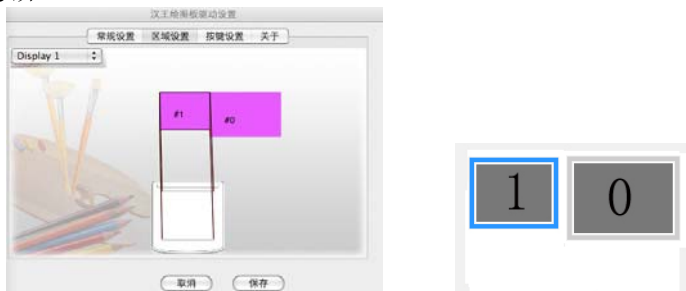 汉王绘画板驱动设置
常规设置 区域设置 按键设置 关于
Display 1
#1 #0
1 0
取消 保存